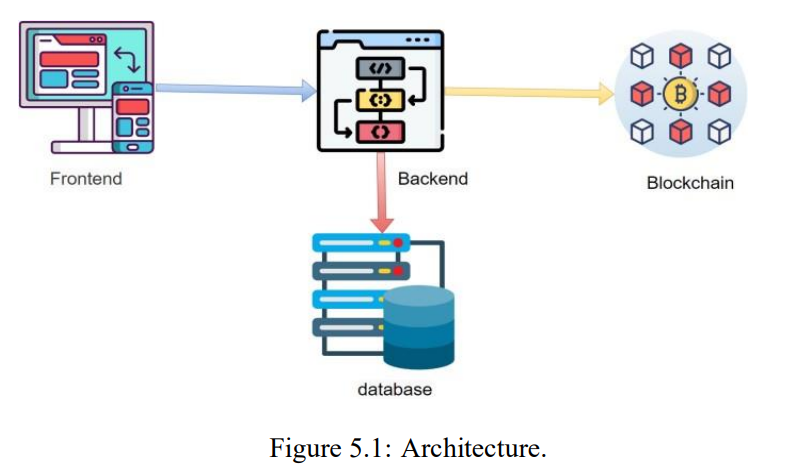 Frontend
Backend
Blockchain
database
Figure 5.1: Architecture.